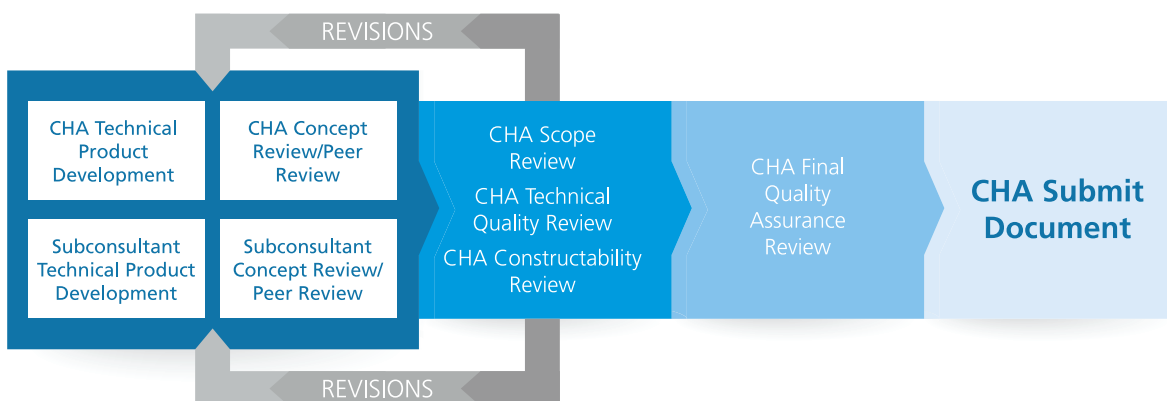 REVISIONS
CHA Technical
Product
Development
CHA Concept
Review/Peer
Review
Subconsultant
Technical Product
Development
Subconsultant
Concept Review/
Peer Review
CHA Scope
Review
CHA Technical
Quality Review
CHA Constructability
Review
CHA Final
Quality
Assurance
Review
CHA Submit
Document
REVISIONS